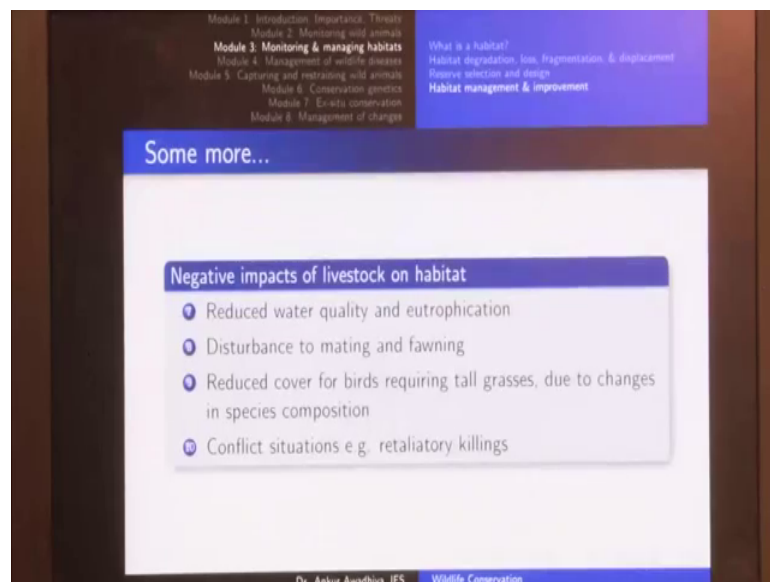 Module 1: Introduction, Importance, Threats
Module 2: Monitoring wild animals
Module 3: Monitoring & managing habitats
Module 4: Management of wildlife diseases
Module 5: Capturing and restraining wild animals
Module 6: Conservation genetics
Module 7: Ex-situ conservation
Module 8: Management of changes
What is a habitat?
Habitat degradation, loss, fragmentation, & displacement
Reserve selection and design
Habitat management & improvement
Some more...
Negative impacts of livestock on habitat
7 Reduced water quality and eutrophication
8 Disturbance to mating and fawning
9 Reduced cover for birds requiring tall grasses, due to changes
in species composition
10 Conflict situations e.g. retaliatory killings
Dr. Ankur Awadhiya, IFS
Wildlife Conservation